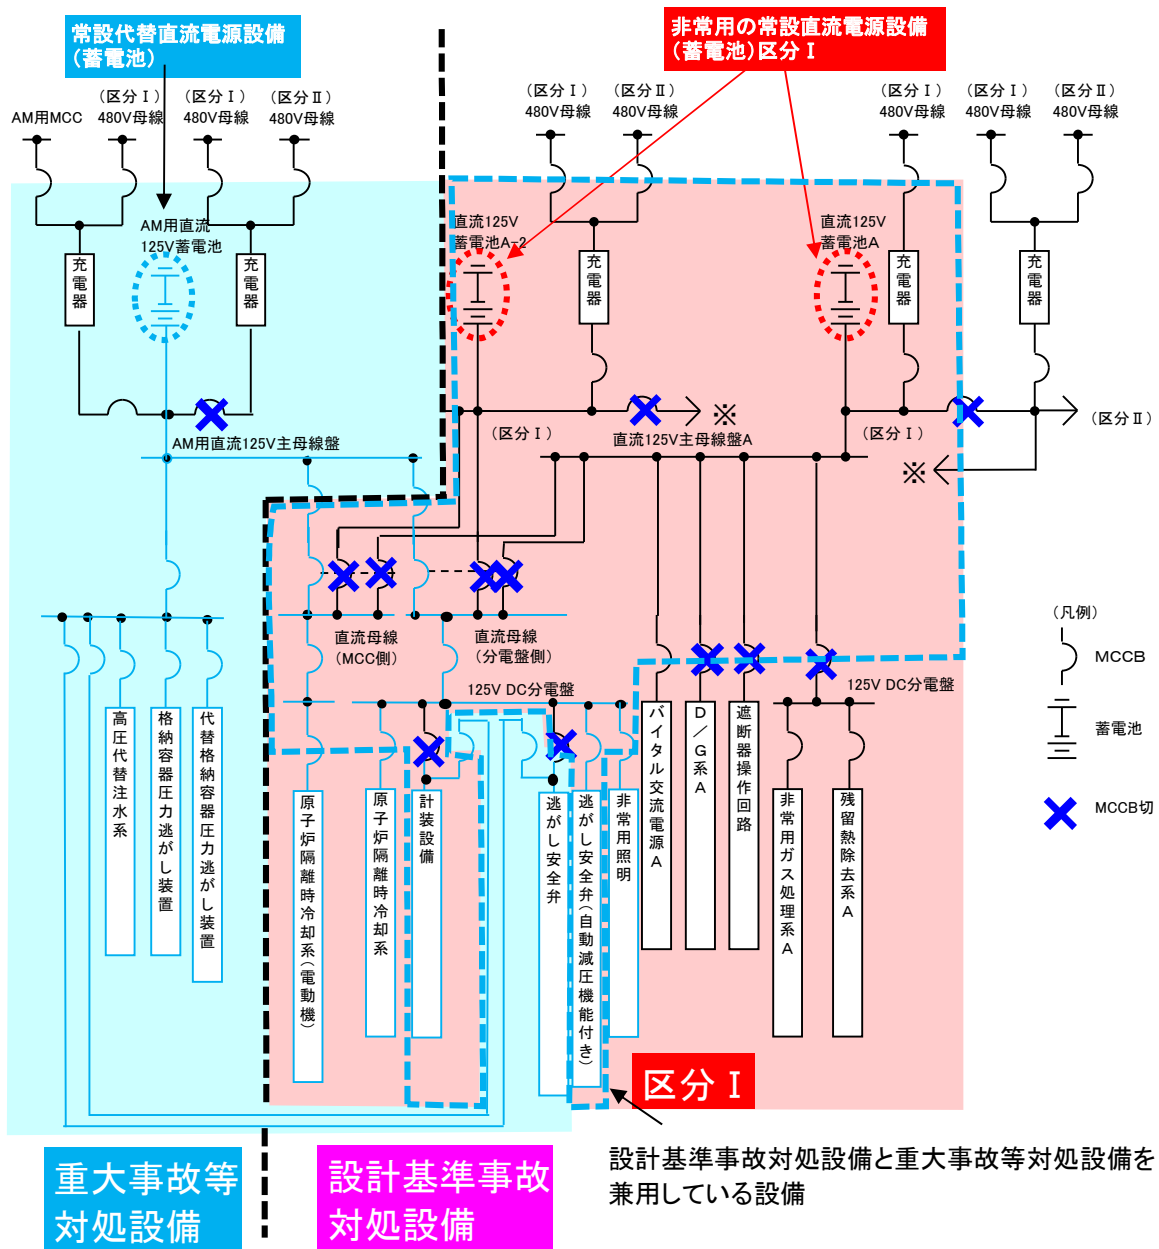 常設代替直流電源設備
（蓄電池）
非常用の常設直流電源設備
（蓄電池）区分Ⅰ
AM用MCC
（区分Ⅰ）
480V母線
（区分Ⅰ）
480V母線
（区分Ⅱ）
480V母線
（区分Ⅰ）
480V母線
（区分Ⅱ）
480V母線
（区分Ⅰ）
480V母線
（区分Ⅰ）
480V母線
（区分Ⅱ）
480V母線
AM用直流
125V蓄電池
直流125V
蓄電池A-2
直流125V
蓄電池A
充電器
充電器
充電器
充電器
充電器
※
（区分Ⅱ）
AM用直流125V主母線盤
（区分Ⅰ）
直流125V主母線盤A
（区分Ⅰ）
※
直流母線
（MCC側）
直流母線
（分電盤側）
125V DC分電盤
125V DC分電盤
高圧代替注水系
格納容器圧力逃がし装置
代替格納容器圧力逃がし装置
原子炉隔離時冷却系（電動機）
原子炉隔離時冷却系
計装設備
逃がし安全弁
逃がし安全弁（自動減圧機能付き）
非常用照明
バイタル交流電源A
D／G系A
遮断器操作回路
非常用ガス処理系A
残留熱除去系A
（凡例）
MCCB
蓄電池
MCCB切
区分Ⅰ
設計基準事故対処設備と重大事故等対処設備を
兼用している設備
重大事故等
対処設備
設計基準事故
対処設備